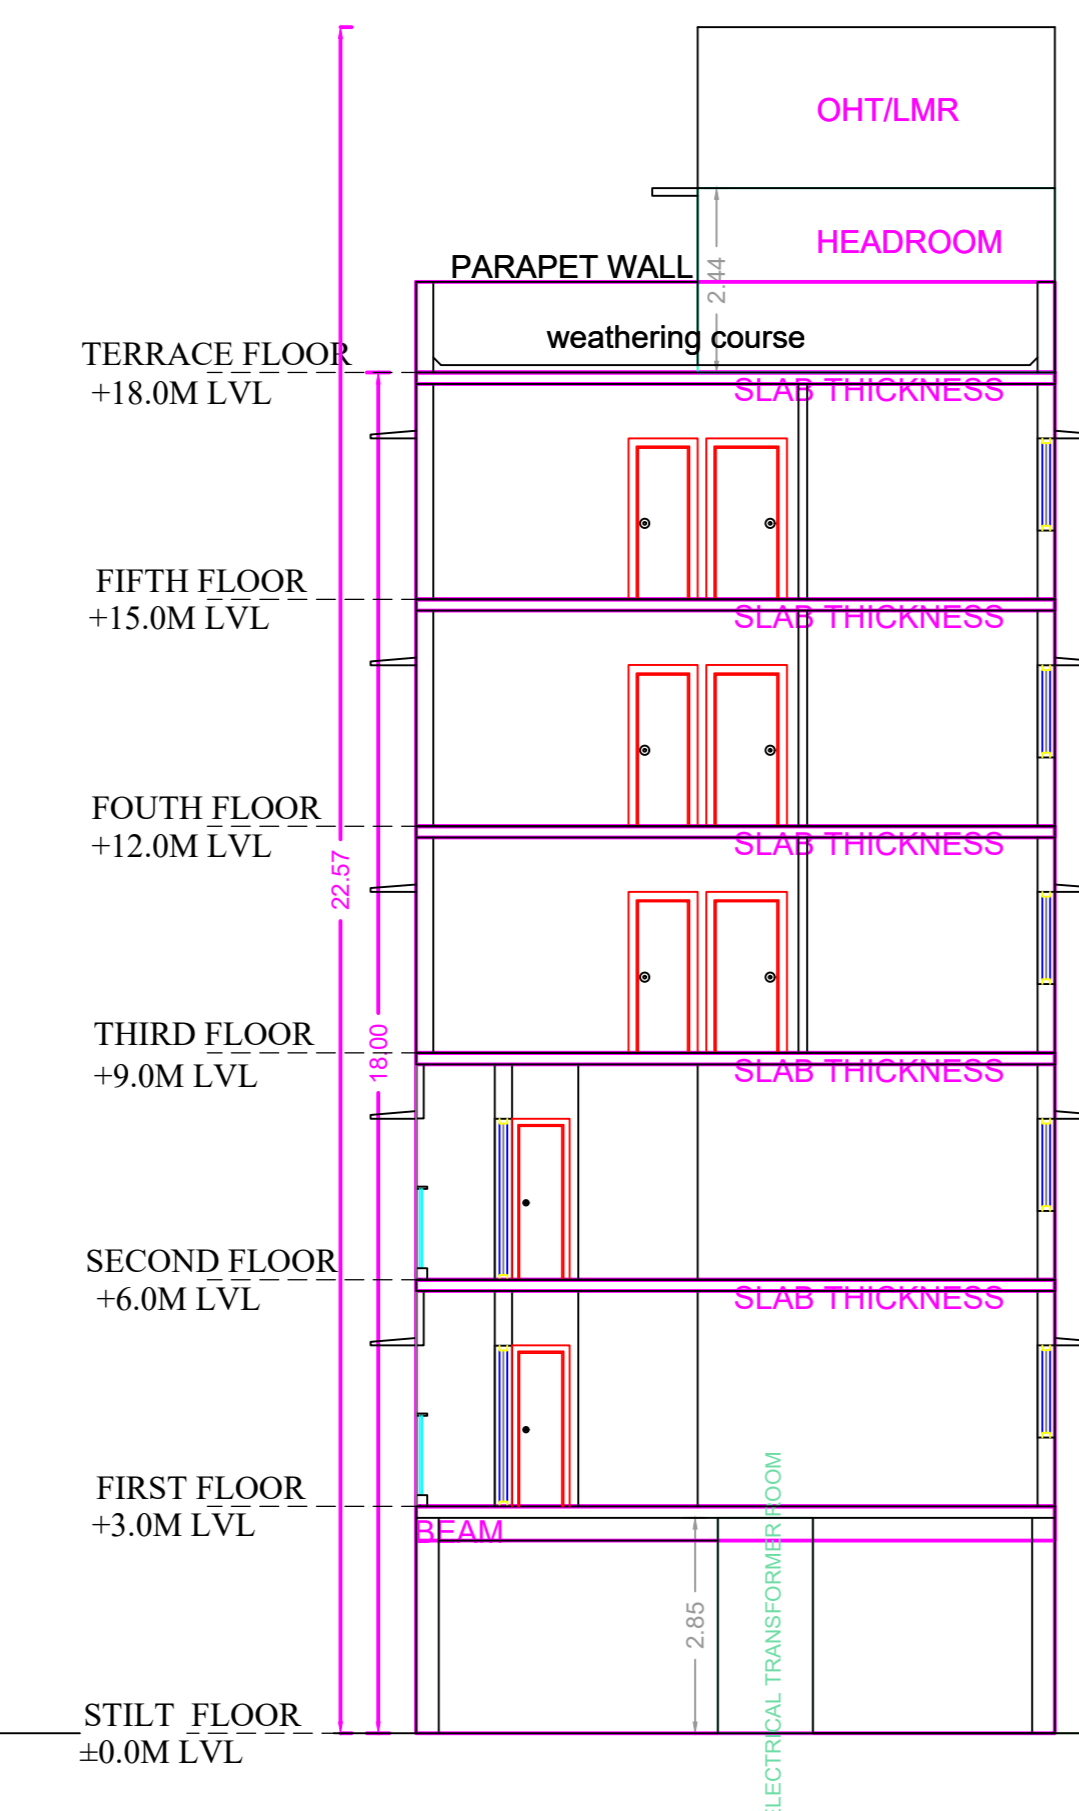 OHT/LMR
HEADROOM
PARAPET WALL
2.44
weathering course
TERRACE FLOOR
+18.0M LVL
SLAB THICKNESS
FIFTH FLOOR
+15.0M LVL
SLAB THICKNESS
FOUTH FLOOR
+12.0M LVL
SLAB THICKNESS
22.57
THIRD FLOOR
+9.0M LVL
18.00
SLAB THICKNESS
SECOND FLOOR
+6.0M LVL
SLAB THICKNESS
FIRST FLOOR
+3.0M LVL
BEAM
2.85
LECTRICAL TRANSFORMER ROOM
STILT FLOOR
±0.0M LVL